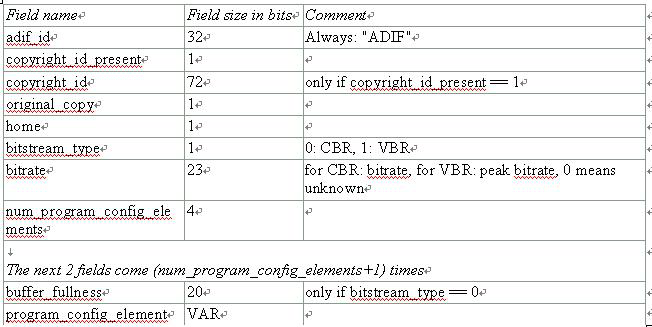 Field name Field size in bits Comment
adif_id 32 Always: "ADIF"
copyright_id_present 1
copyright_id 72 only if copyright_id_present == 1
original_copy 1
home 1
bitstream_type 1 0: CBR, 1: VBR
bitrate 23 for CBR: bitrate, for VBR: peak bitrate, 0 means
unknown
num_program_config_ele 4
ments
The next 2 fields come (num_program_config_elements+1) times
buffer_fullness 20 only if bitstream_type == 0
program_config_element VAR